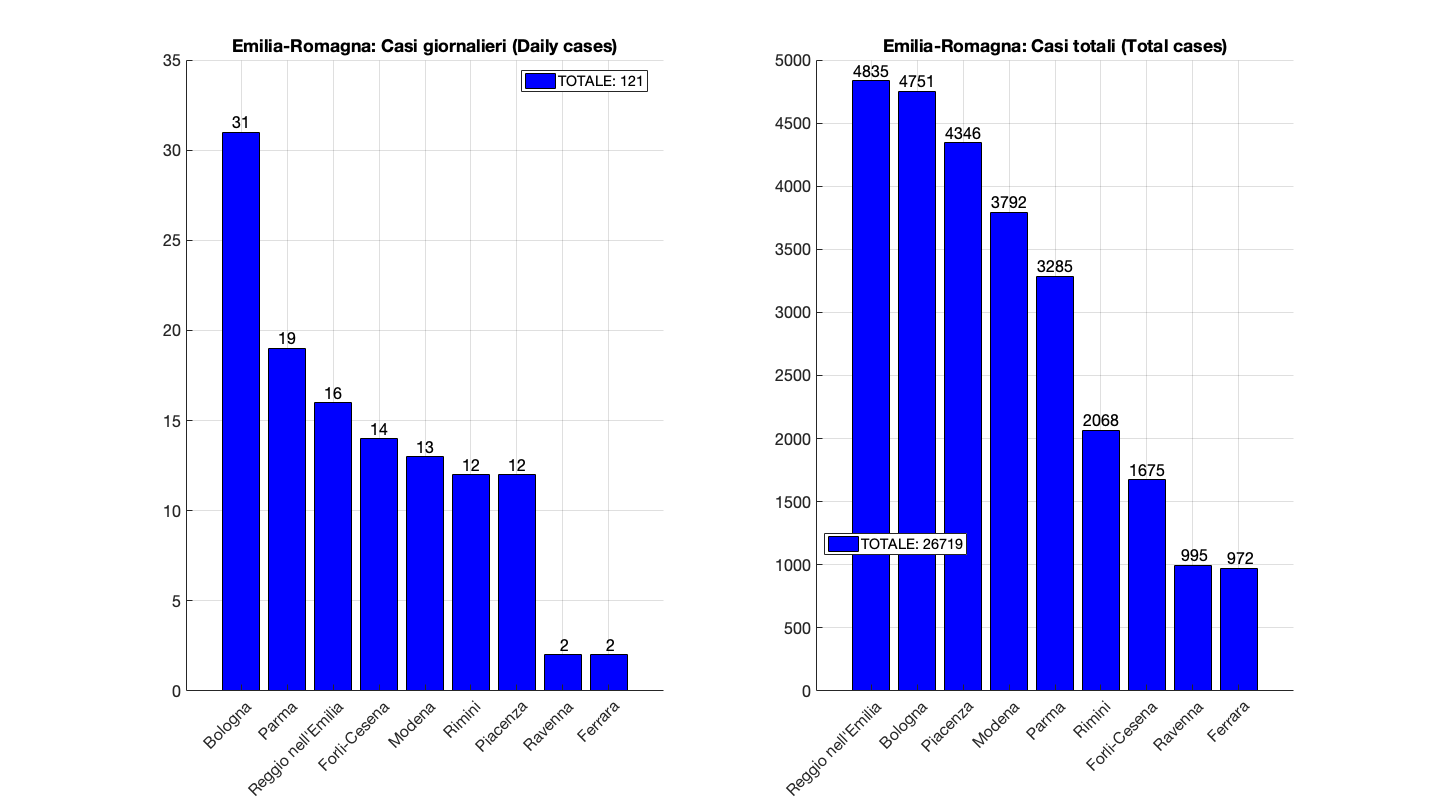 Emilia-Romagna: Casi giornalieri (Daily cases)
35
30
25
20
15
10
5
0
TOTALE: 121
31
19
16
14
13
12
12
2
2
Bologna
Parma
Reggio nell'Emilia
Forlì-Cesena
Modena
Rimini
Piacenza
Ravenna
Ferrara
Emilia-Romagna: Casi totali (Total cases)
5000
4500
4000
3500
3000
2500
2000
1500
1000
500
0
4835
4751
4346
3792
3285
2068
1675
995
972
TOTALE: 26719
Reggio nell'Emilia
Bologna
Piacenza
Modena
Parma
Rimini
Forlì-Cesena
Ravenna
Ferrara